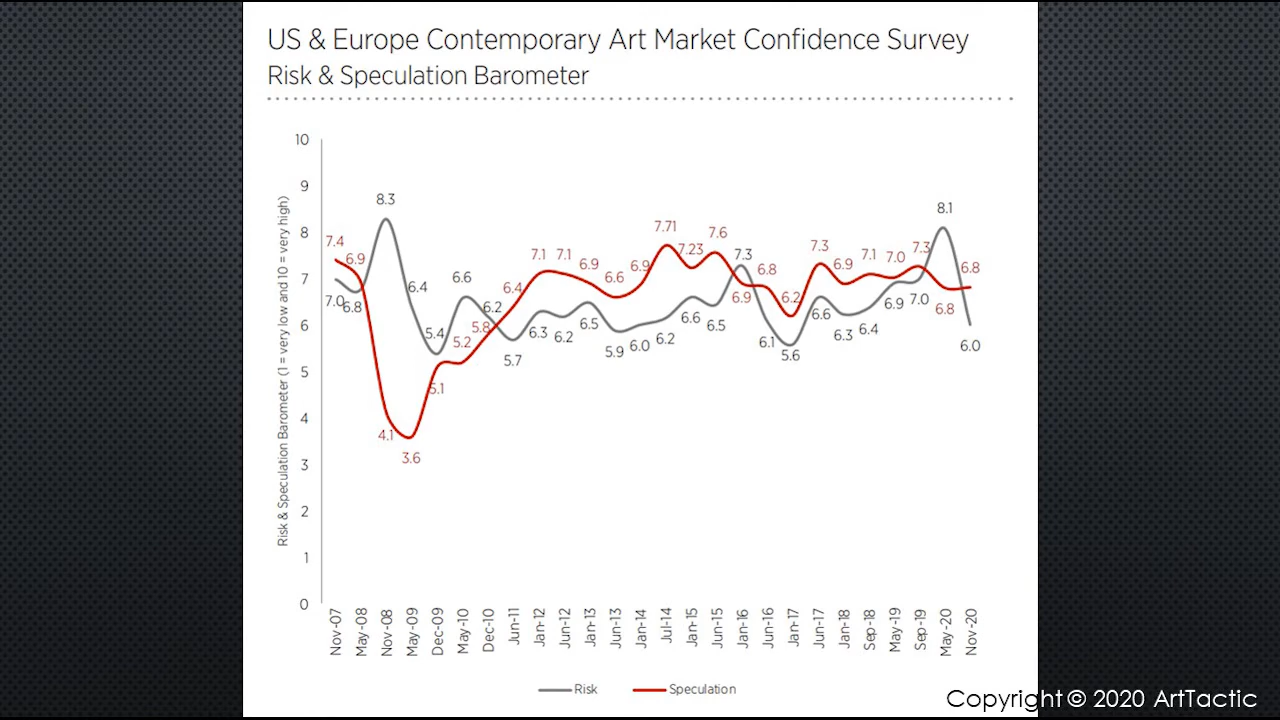 US & Europe Contemporary Art Market Confidence Survey
Risk & Speculation Barometer
Risk & Speculation Barometer (1 = very low and 10 = very high)
10
9
8
7
6
5
4
3
2
1
0
7.4 6.9 4.1 3.6 5.1 5.2 5.8 6.4 7.1 7.1 6.9 6.6 6.9 7.71 7.23 7.6 6.9 6.8 6.2 7.3 6.9 7.1 7.0 7.3 6.8 6.8
7.0 6.8 8.3 6.4 5.4 6.6 6.2 5.7 6.3 6.2 6.5 5.9 6.0 6.2 6.6 6.5 7.3 6.1 5.6 6.6 6.3 6.4 6.9 7.0 8.1 6.0
Nov-07 May-08 Nov-08 May-09 Dec-09 May-10 Dec-10 Jun-11 Jan-12 Jun-12 Jan-13 Jun-13 Jan-14 Jul-14 Jan-15 Jun-15 Jan-16 Jun-16 Jan-17 Jun-17 Jan-18 Sep-18 May-19 Sep-19 May-20 Nov-20
Risk Speculation
Copyright © 2020 ArtTactic